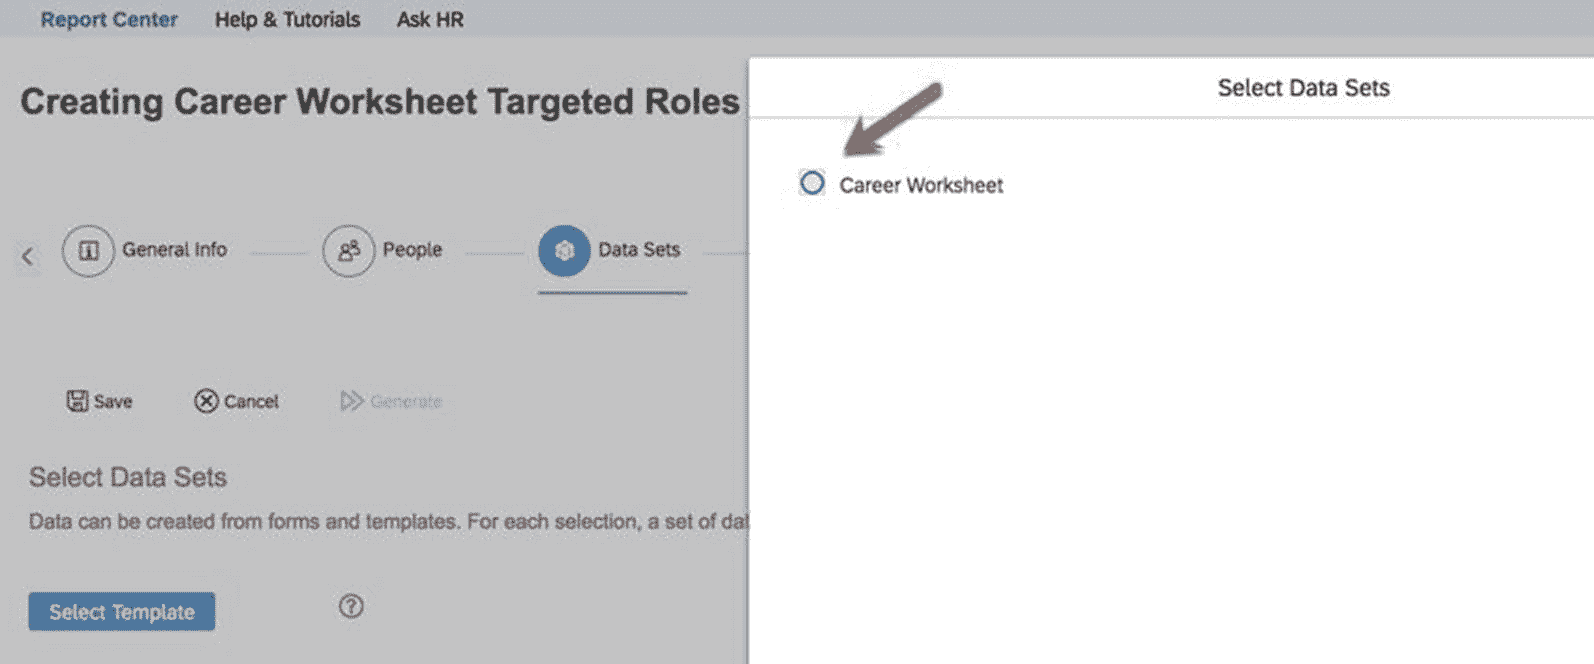 Report Center Help & Tutorials Ask HR
Creating Career Worksheet Targeted Roles
Select Data Sets
Career Worksheet
General Info People Data Sets
Save Cancel Generate
Select Data Sets
Data can be created from forms and templates. For each selection, a set of dat
Select Template